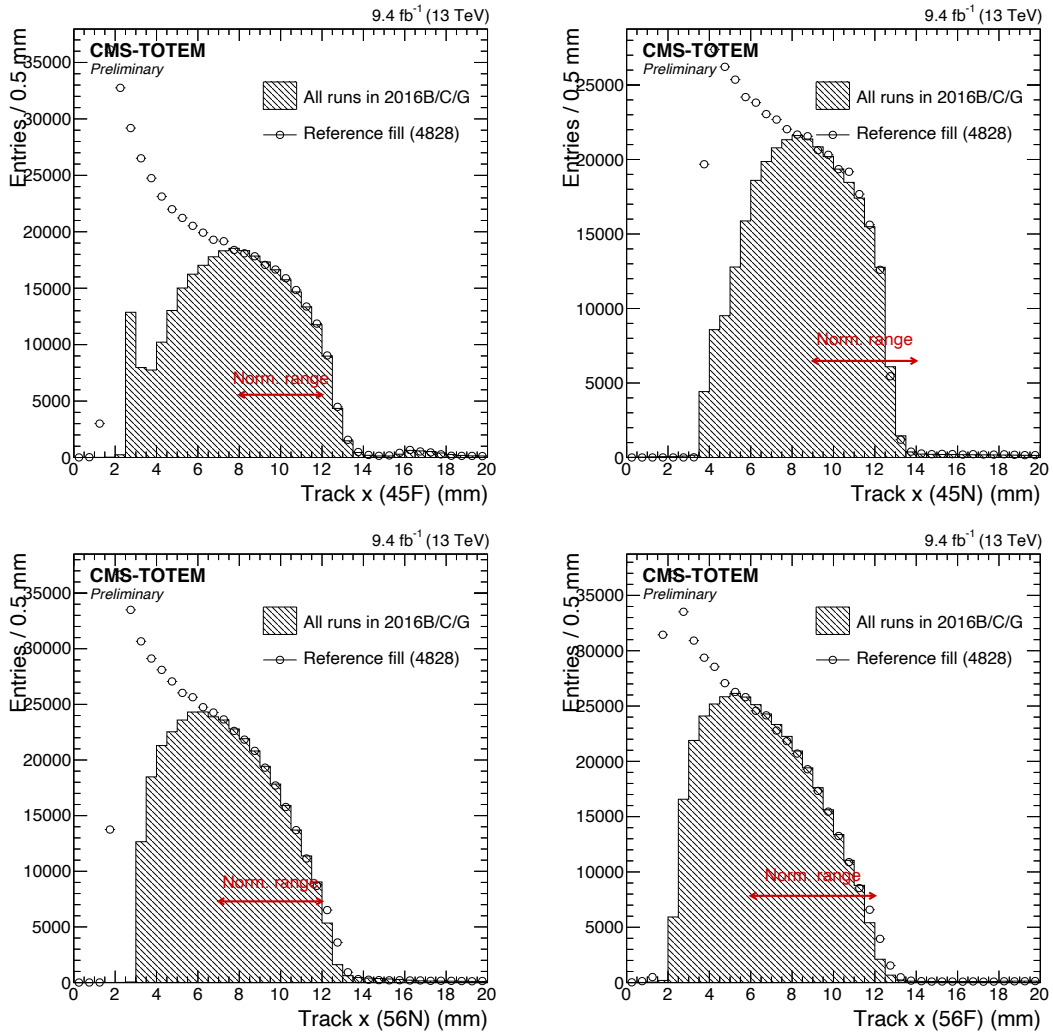 9.4 fb-1 (13 TeV)
CMS-TOTEM
Preliminary
Entries / 0.5 mm
35000
30000
25000
20000
15000
10000
5000
0
All runs in 2016B/C/G
Reference fill (4828)
Norm. range
0 2 4 6 8 10 12 14 16 18 20
Track x (45F) (mm)
9.4 fb-1 (13 TeV)
CMS-TOTEM
Preliminary
Entries / 0.5 mm
25000
20000
15000
10000
5000
0
All runs in 2016B/C/G
Reference fill (4828)
Norm. range
0 2 4 6 8 10 12 14 16 18 20
Track x (45N) (mm)
9.4 fb-1 (13 TeV)
CMS-TOTEM
Preliminary
Entries / 0.5 mm
35000
30000
25000
20000
15000
10000
5000
0
All runs in 2016B/C/G
Reference fill (4828)
Norm. range
0 2 4 6 8 10 12 14 16 18 20
Track x (56N) (mm)
9.4 fb-1 (13 TeV)
CMS-TOTEM
Preliminary
Entries / 0.5 mm
35000
30000
25000
20000
15000
10000
5000
0
All runs in 2016B/C/G
Reference fill (4828)
Norm. range
0 2 4 6 8 10 12 14 16 18 20
Track x (56F) (mm)